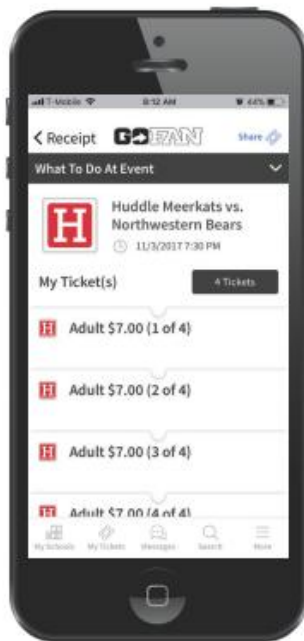 T-Mobile 8:12 AM 44%
Receipt GOFAN Share
What To Do At Event
H
Huddle Meerkats vs.
Northwestern Bears
11/3/2017 7:30 PM
My Ticket(s) 4 Tickets
H Adult $7.00 (1 of 4)
H Adult $7.00 (2 of 4)
H Adult $7.00 (3 of 4)
H Adult $7.00 (4 of 4)
My Schools My Tickets Messages Search More